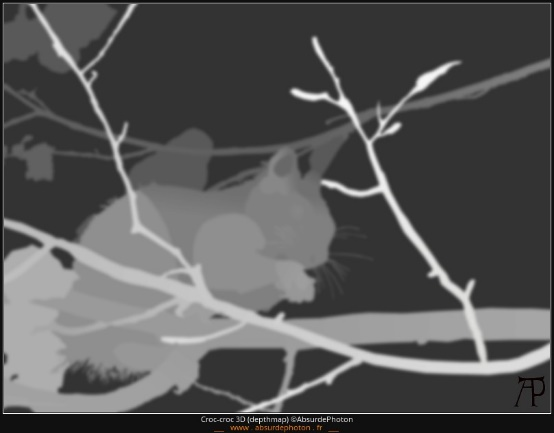 AP
Croc-croc 3D (depthmap) ©AbsurdePhoton
www . absurdephoton . fr